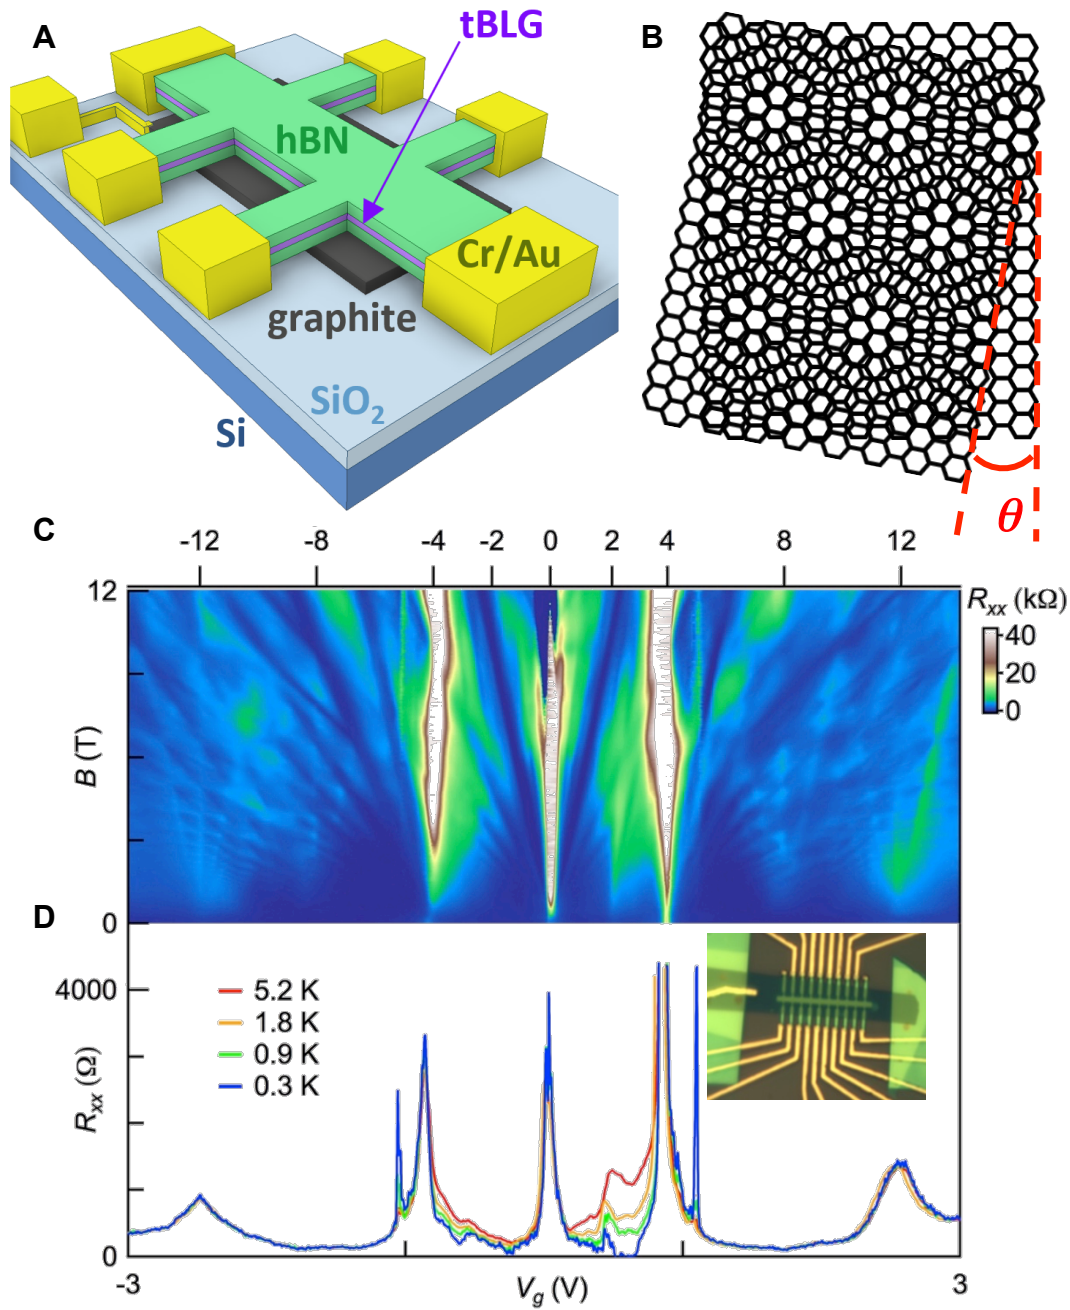 A
tBLG
hBN
Cr/Au
graphite
SiO₂
Si
B
θ
C
-12 -8 -4 -2 0 2 4 8 12
12
B (T)
0
Rxx (kΩ)
40
20
0
D
4000
5.2 K
1.8 K
0.9 K
0.3 K
Rxx (Ω)
0
-3
Vg (V)
3